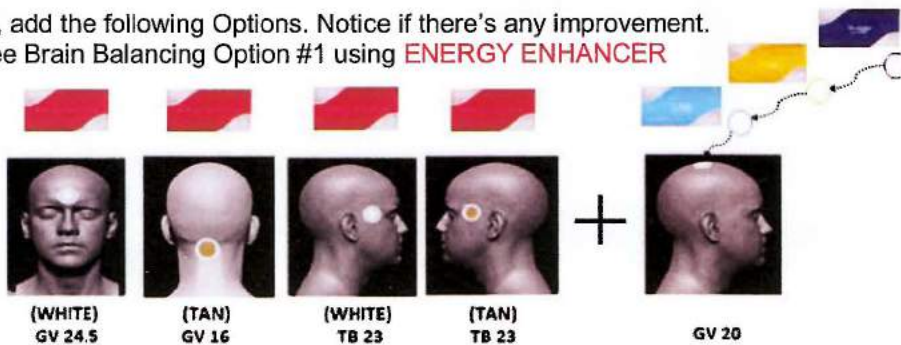 , add the following Options. Notice if there's any improvement.
ee Brain Balancing Option #1 using ENERGY ENHANCER
(WHITE) (TAN) (WHITE) (TAN)
GV 24.5 GV 16 TB 23 TB 23 GV 20